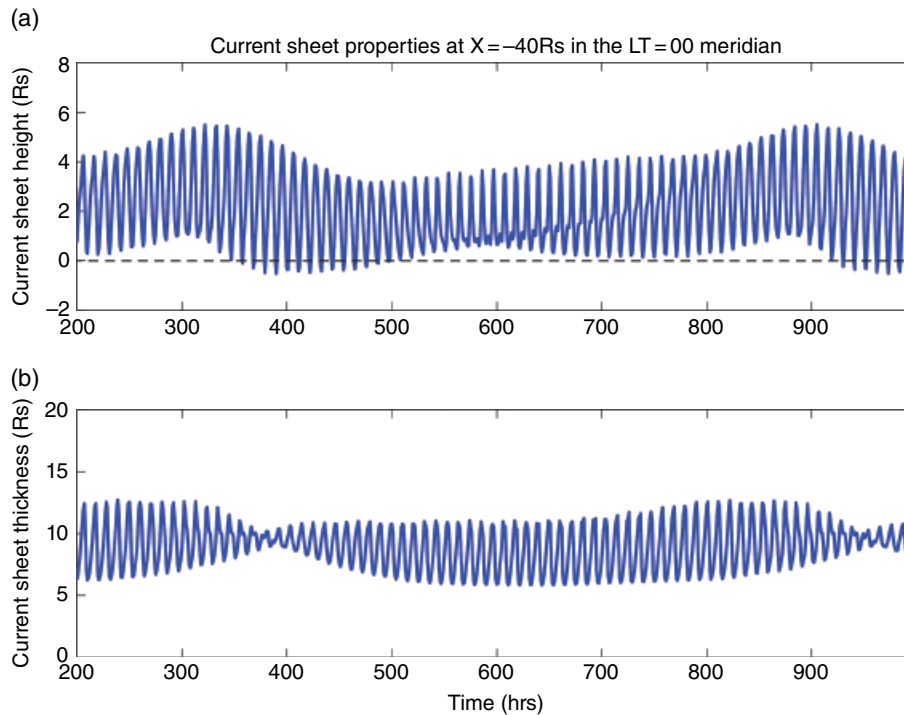 (a)
Current sheet properties at X = −40Rs in the LT = 00 meridian
Current sheet height (Rs)
8
6
4
2
0
−2
200 300 400 500 600 700 800 900
(b)
Current sheet thickness (Rs)
20
15
10
5
0
200 300 400 500 600 700 800 900
Time (hrs)